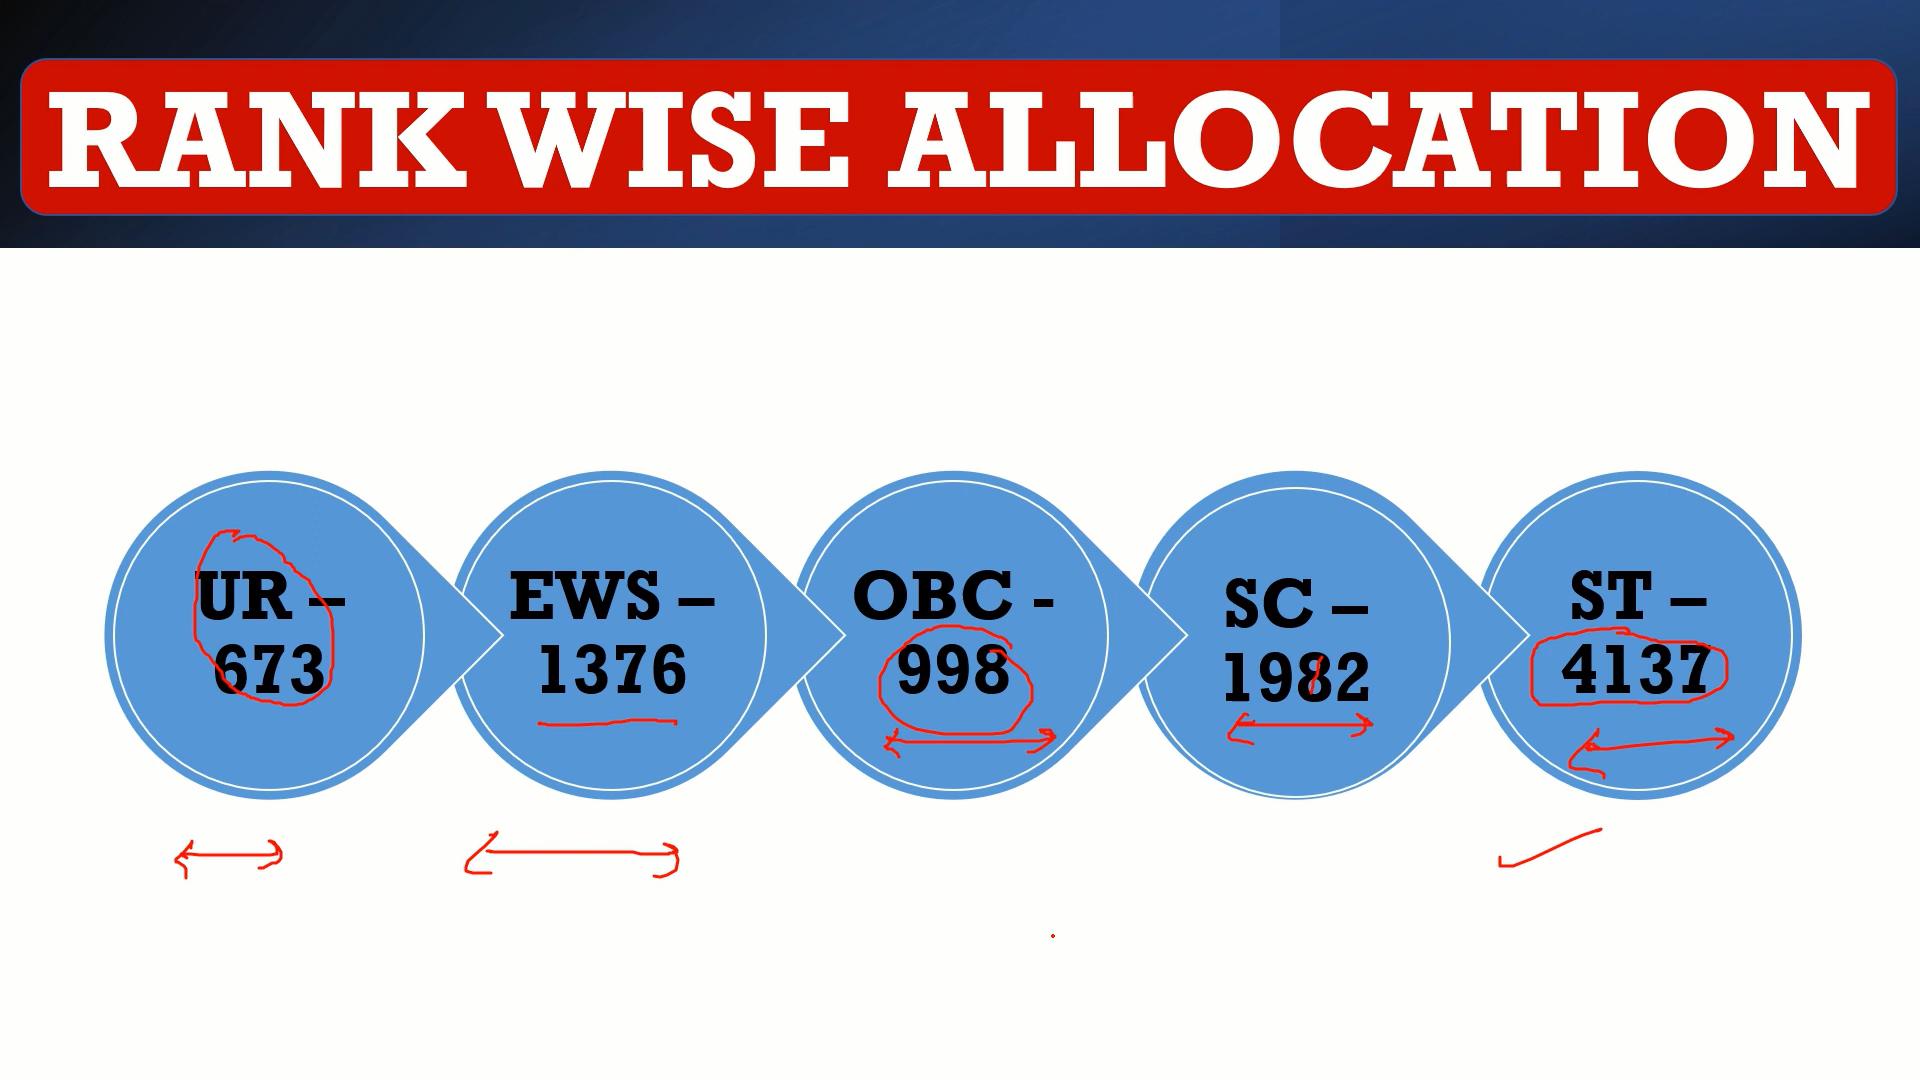 RANK WISE ALLOCATION
UR –
673
EWS –
1376
OBC -
998
SC –
1982
ST –
4137